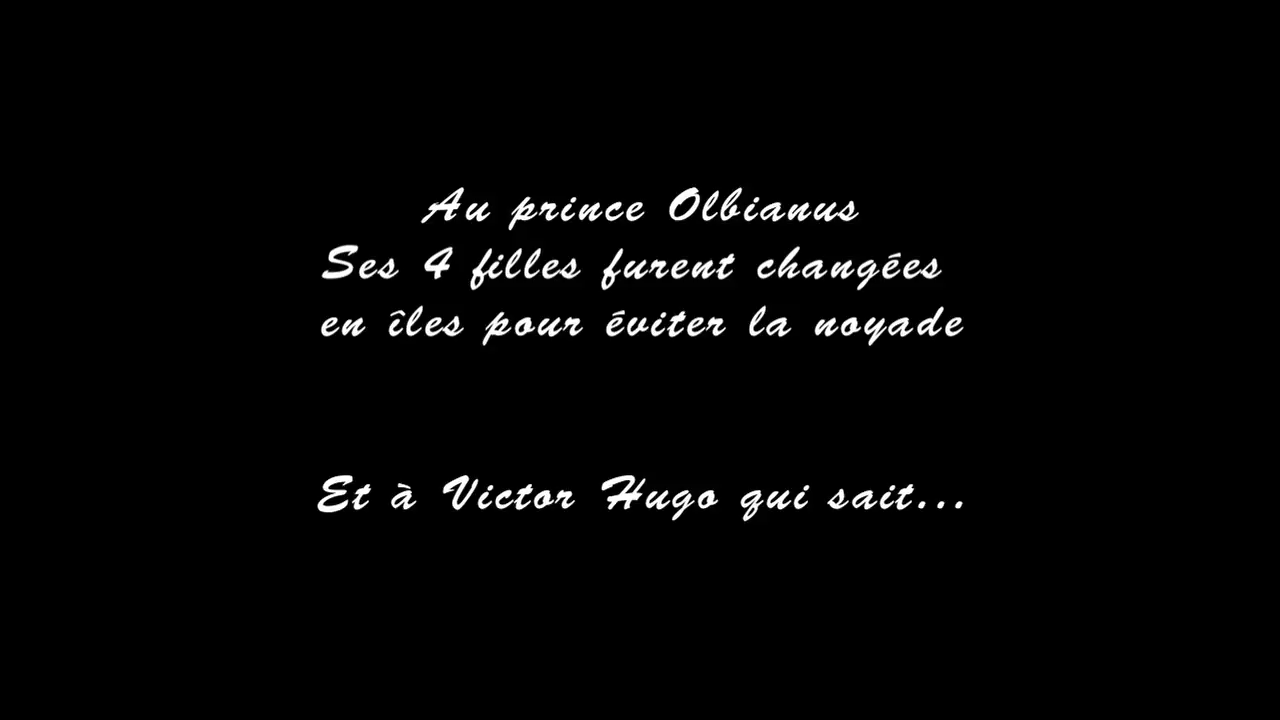 Au prince Olbianus
Ses 4 filles furent changées
en îles pour éviter la noyade
Et à Victor Hugo qui sait...